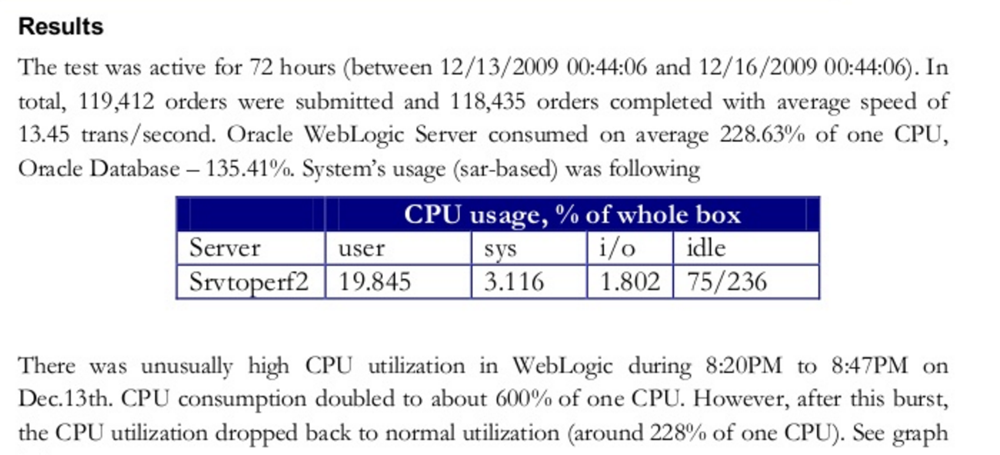 Results
The test was active for 72 hours (between 12/13/2009 00:44:06 and 12/16/2009 00:44:06). In
total, 119,412 orders were submitted and 118,435 orders completed with average speed of
13.45 trans/second. Oracle WebLogic Server consumed on average 228.63% of one CPU,
Oracle Database – 135.41%. System’s usage (sar-based) was following
CPU usage, % of whole box
Server user sys i/o idle
Srvtoperf2 19.845 3.116 1.802 75/236
There was unusually high CPU utilization in WebLogic during 8:20PM to 8:47PM on
Dec.13th. CPU consumption doubled to about 600% of one CPU. However, after this burst,
the CPU utilization dropped back to normal utilization (around 228% of one CPU). See graph